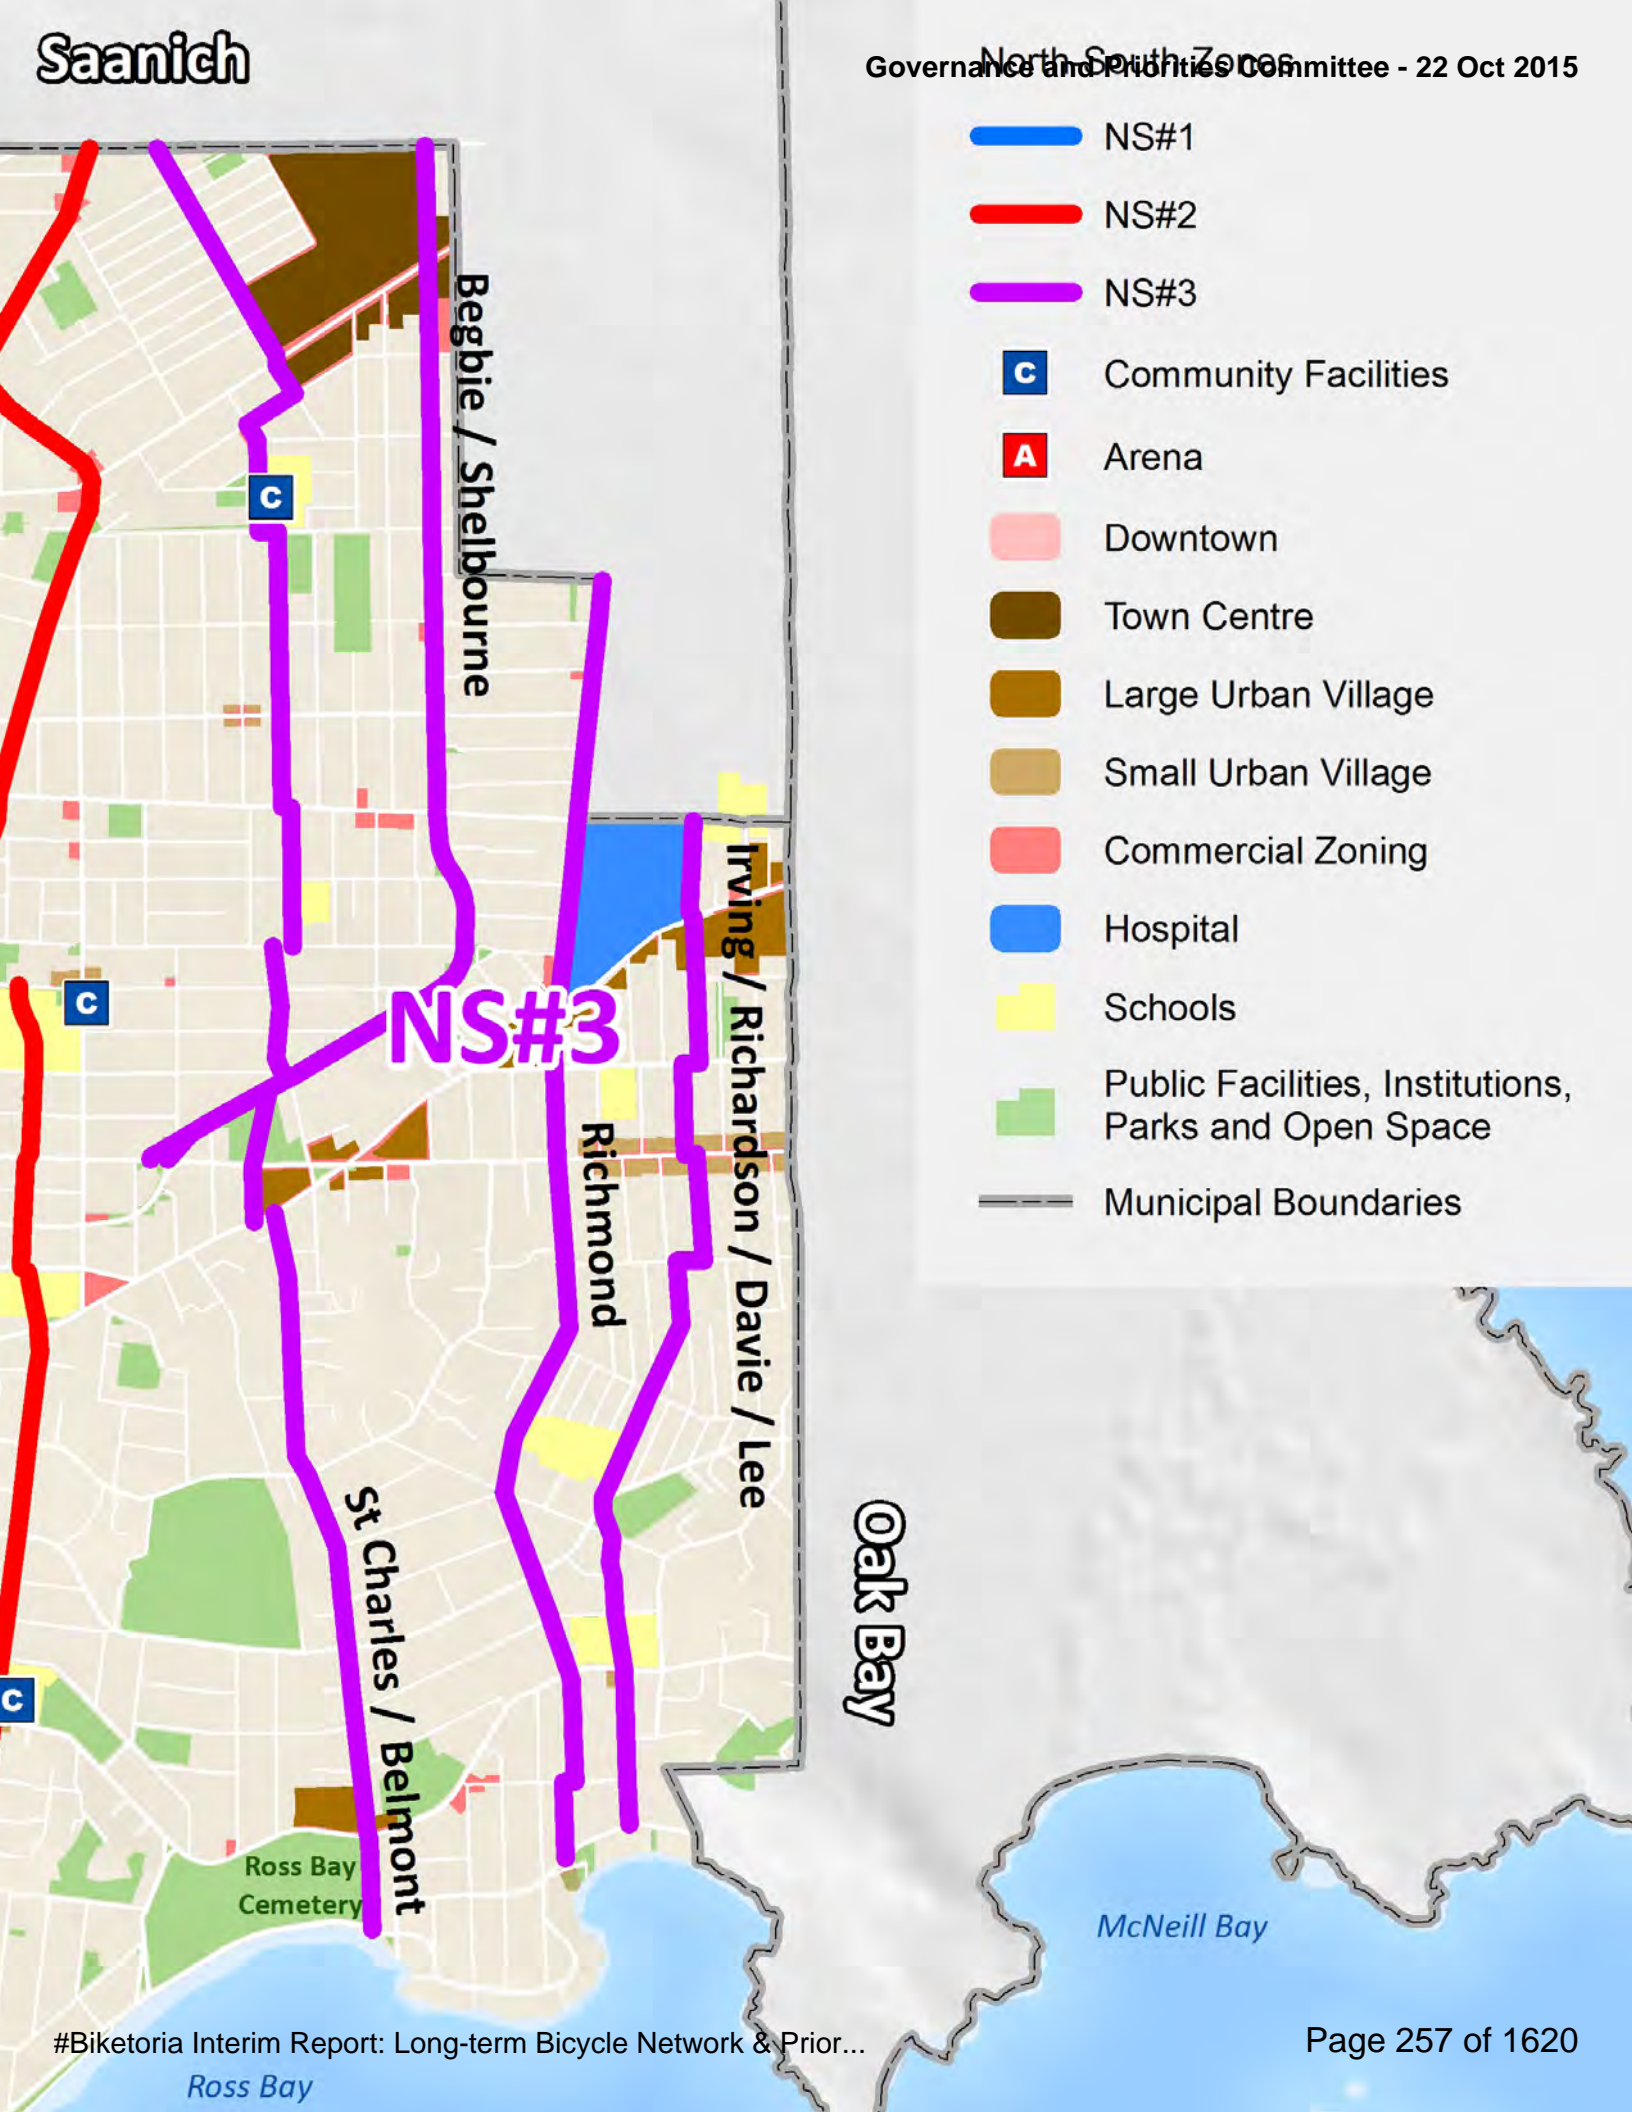 Saanich
Governance and Priorities Committee - 22 Oct 2015
North-South Zones
NS#1
NS#2
NS#3
C
Community Facilities
A
Arena
Downtown
Town Centre
Large Urban Village
Small Urban Village
Commercial Zoning
Hospital
Schools
Public Facilities, Institutions,
Parks and Open Space
Municipal Boundaries
Begbie / Shelbourne
C
Irving / Richardson / Davie / Lee
C
NS#3
Richmond
St Charles / Belmont
Oak Bay
C
Ross Bay
Cemetery
McNeill Bay
#Biketoria Interim Report: Long-term Bicycle Network & Prior...
Page 257 of 1620
Ross Bay